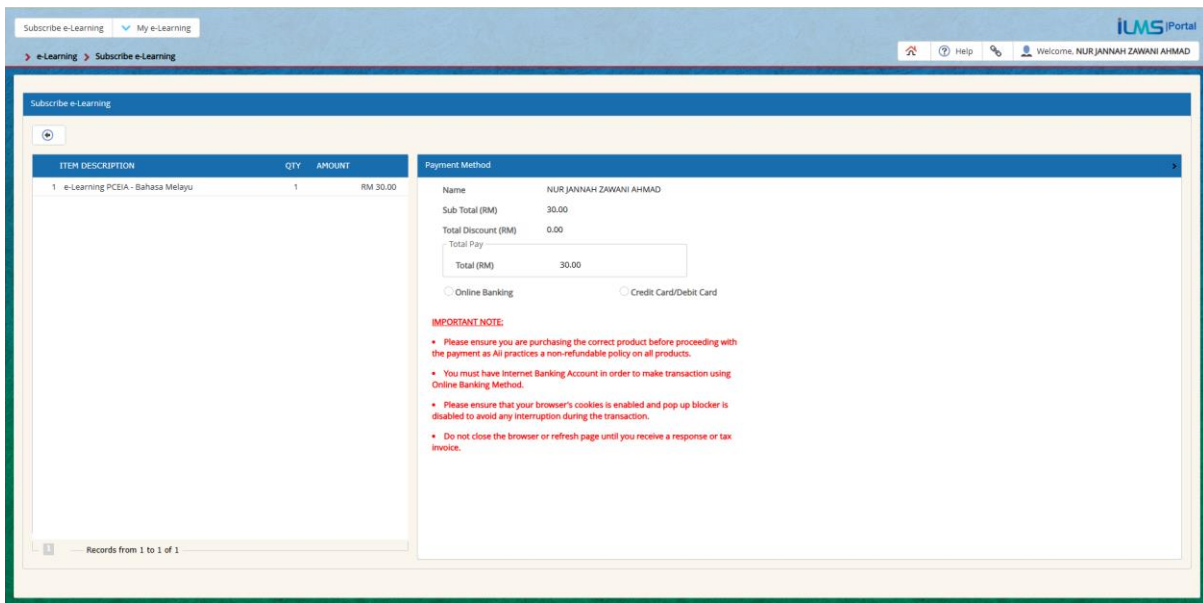 Subscribe e-Learning My e-Learning
iLMS |Portal
e-Learning Subscribe e-Learning
Help Welcome, NUR JANNAH ZAWANI AHMAD
Subscribe e-Learning
ITEM DESCRIPTION QTY AMOUNT
1 e-Learning PCEIA - Bahasa Melayu 1 RM 30.00
1 Records from 1 to 1 of 1
Payment Method
Name NUR JANNAH ZAWANI AHMAD
Sub Total (RM) 30.00
Total Discount (RM) 0.00
Total Pay
Total (RM) 30.00
Online Banking Credit Card/Debit Card
IMPORTANT NOTE:
• Please ensure you are purchasing the correct product before proceeding with
the payment as Aii practices a non-refundable policy on all products.
• You must have Internet Banking Account in order to make transaction using
Online Banking Method.
• Please ensure that your browser's cookies is enabled and pop up blocker is
disabled to avoid any interruption during the transaction.
• Do not close the browser or refresh page until you receive a response or tax
invoice.